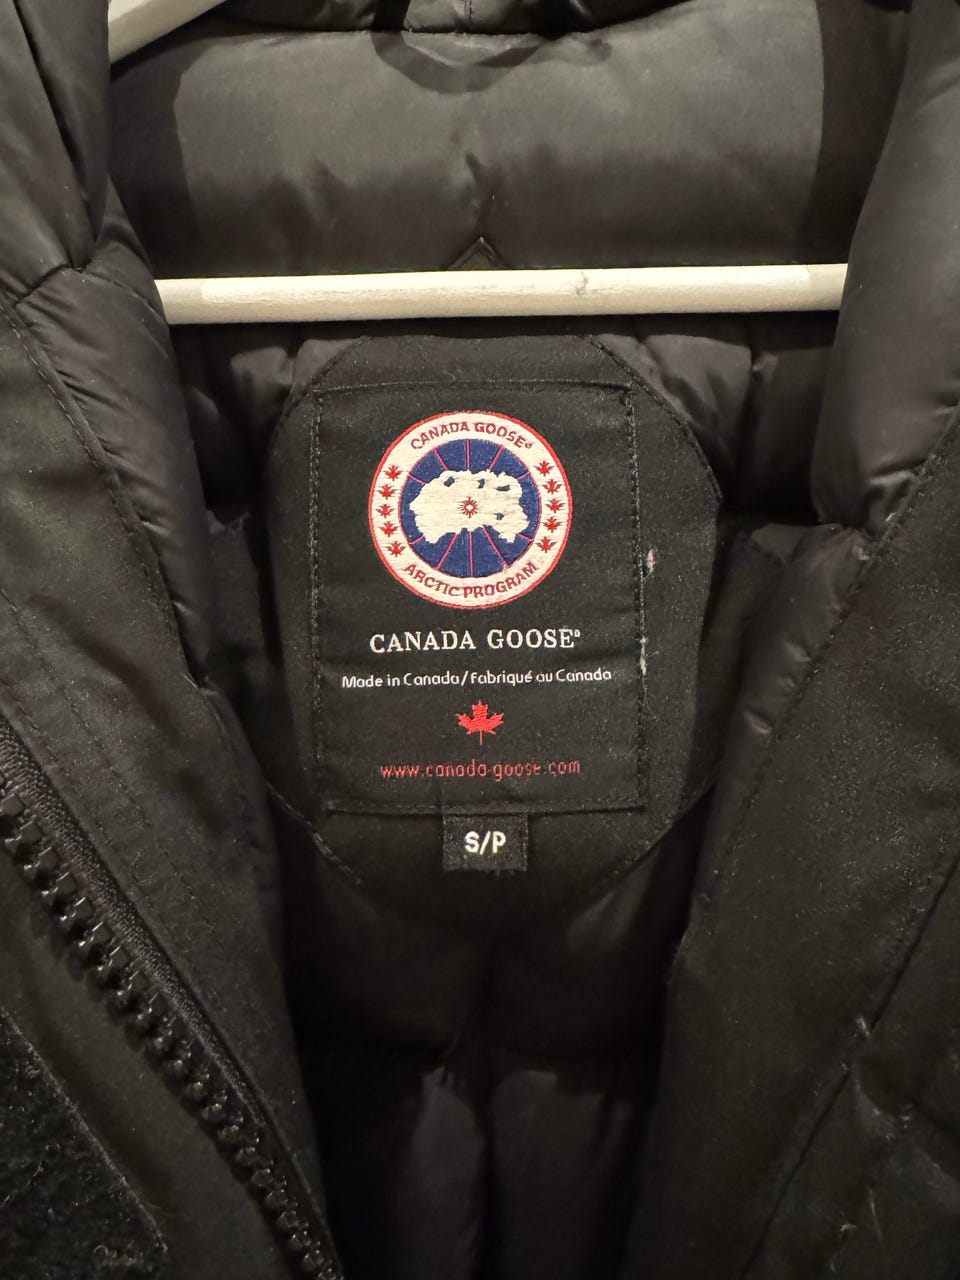 CANADA GOOSE®
ARCTIC PROGRAM
CANADA GOOSE®
Made in Canada/Fabriqué au Canada
www.canada-goose.com
S/P